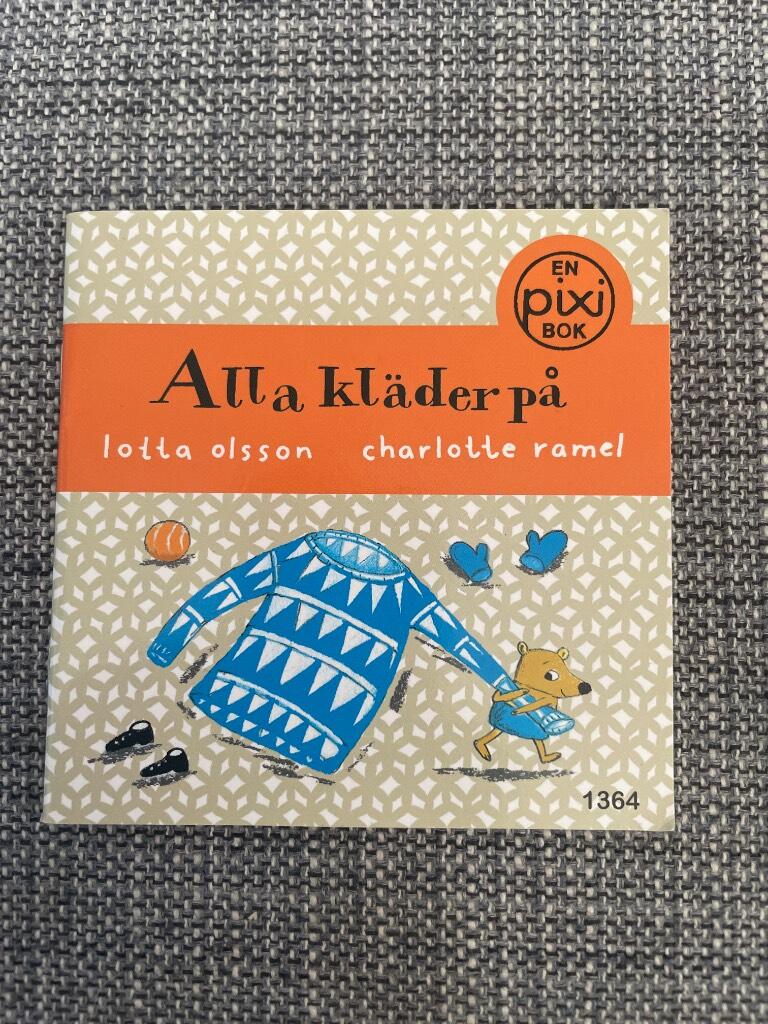 EN
pixi
BOK
Alla kläder på
lotta olsson charlotte ramel
1364